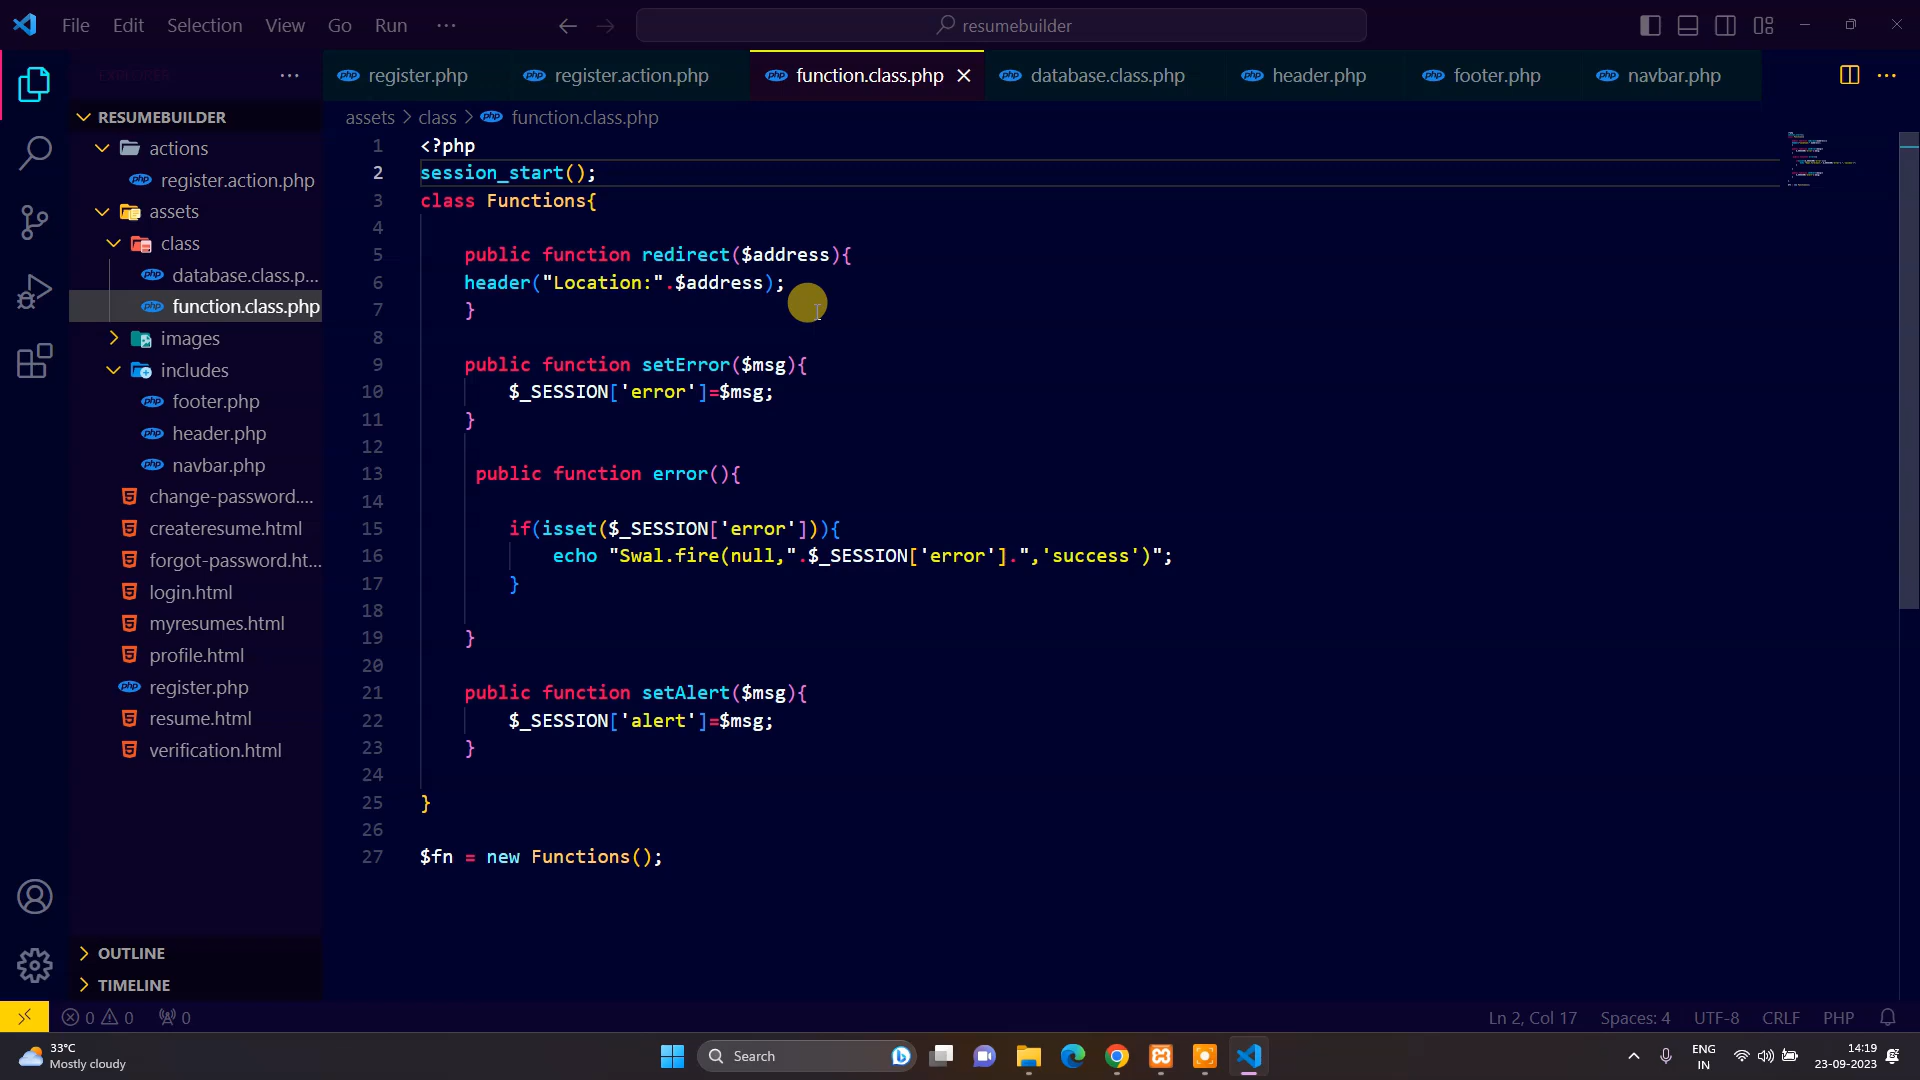 File Edit Selection View Go Run ···
resumebuilder
EXPLORER
RESUMEBUILDER
actions
register.action.php
assets
class
database.class.p...
function.class.php
images
includes
footer.php
header.php
navbar.php
change-password....
createresume.html
forgot-password.ht...
login.html
myresumes.html
profile.html
register.php
resume.html
verification.html
OUTLINE
TIMELINE
register.php register.action.php function.class.php database.class.php header.php footer.php navbar.php
assets > class > function.class.php
1 <?php
2 session_start();
3 class Functions{
4
5 public function redirect($address){
6 header("Location:".$address);
7 }
8
9 public function setError($msg){
10 $_SESSION['error']=$msg;
11 }
12
13 public function error(){
14
15 if(isset($_SESSION['error'])){
16 echo "Swal.fire(null,".$_SESSION['error'].",'success')";
17 }
18
19 }
20
21 public function setAlert($msg){
22 $_SESSION['alert']=$msg;
23 }
24
25 }
26
27 $fn = new Functions();
0 0 0
Ln 2, Col 17 Spaces: 4 UTF-8 CRLF PHP
33°C
Mostly cloudy
Search
ENG
IN
14:19
23-09-2023